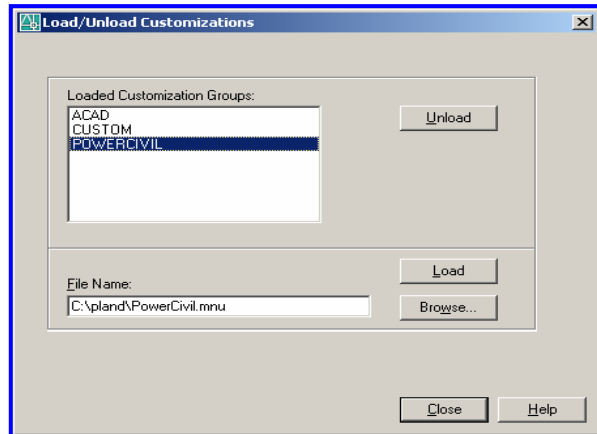 Load/Unload Customizations
Loaded Customization Groups:
ACAD
CUSTOM
POWERCIVIL
Unload
Load
File Name:
C:\pland\PowerCivil.mnu
Browse...
Close
Help